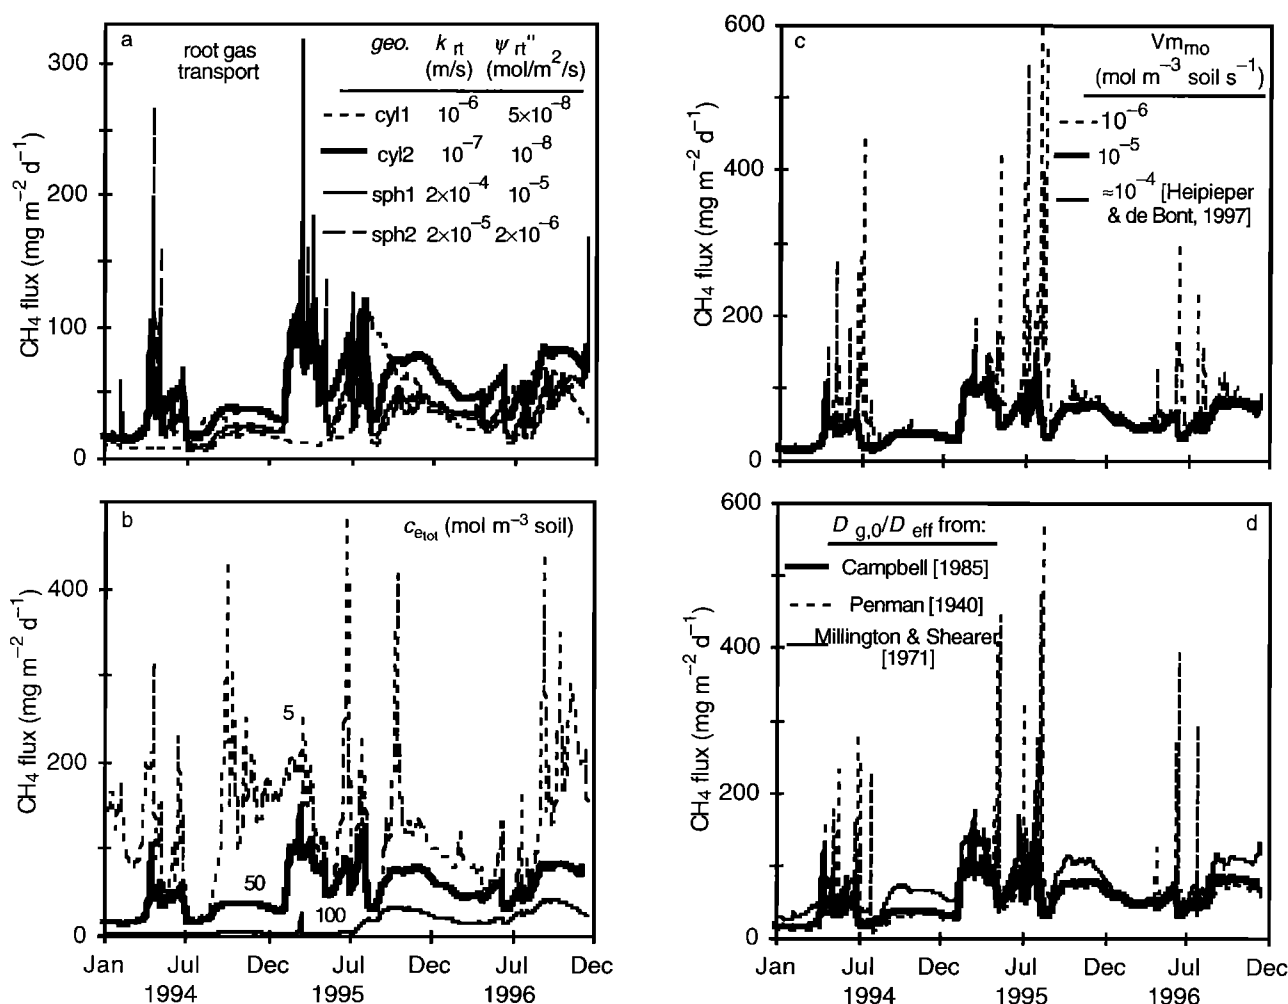 a
root gas
transport
geo. k rt ψ rt"
(m/s) (mol/m²/s)
cyl1 10⁻⁶ 5×10⁻⁸
cyl2 10⁻⁷ 10⁻⁸
sph1 2×10⁻⁴ 10⁻⁵
sph2 2×10⁻⁵ 2×10⁻⁶
CH₄ flux (mg m⁻² d⁻¹)
300
200
100
0
b
c e tot (mol m⁻³ soil)
5
50
100
CH₄ flux (mg m⁻² d⁻¹)
400
200
0
Jan Jul Dec Jul Dec Jul Dec
1994 1995 1996
c
Vm mo
(mol m⁻³ soil s⁻¹)
10⁻⁶
10⁻⁵
≈10⁻⁴ [Heipieper
& de Bont, 1997]
CH₄ flux (mg m⁻² d⁻¹)
600
400
200
0
d
D g,0/D eff from:
Campbell [1985]
Penman [1940]
Millington & Shearer
[1971]
CH₄ flux (mg m⁻² d⁻¹)
600
400
200
0
Jan Jul Dec Jul Dec Jul Dec
1994 1995 1996